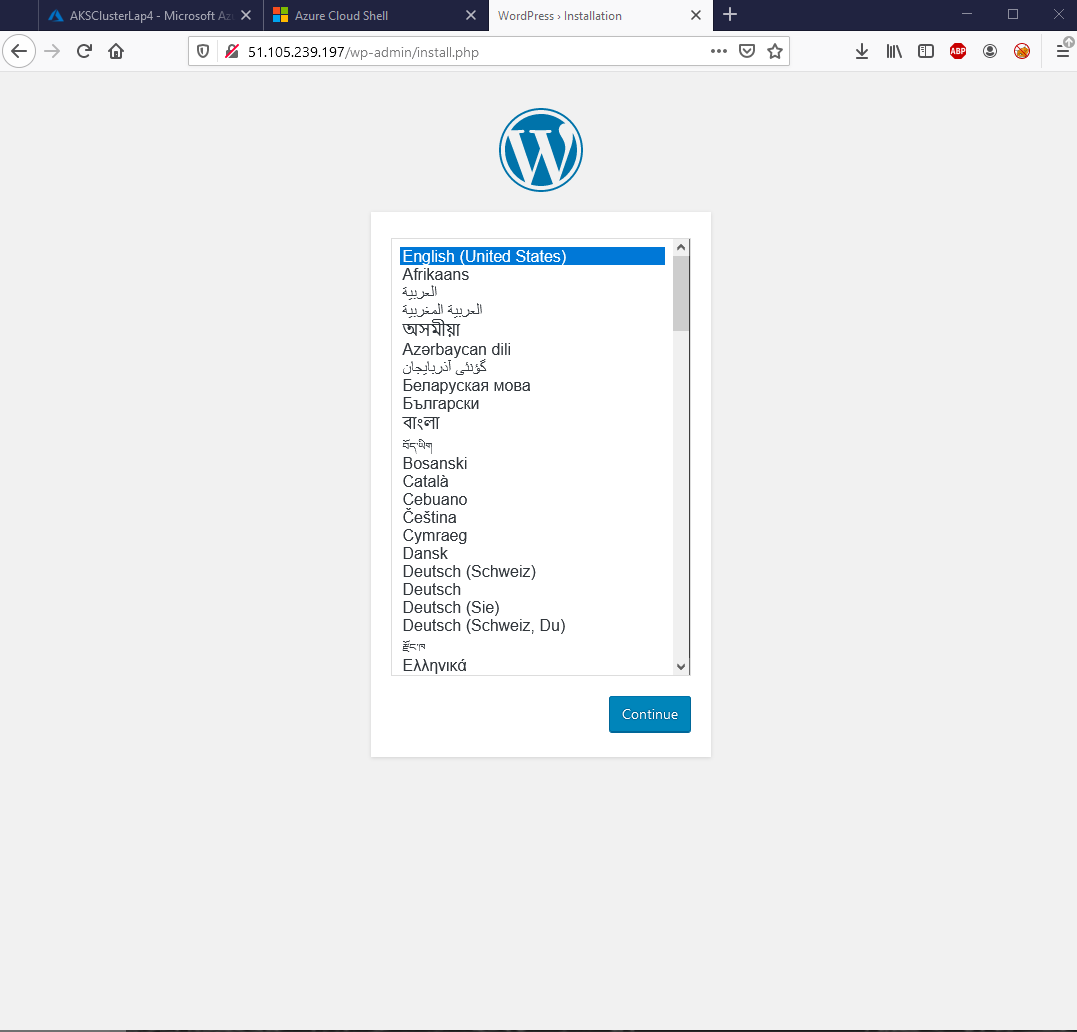 AKSClusterLap4 - Microsoft Az
Azure Cloud Shell
WordPress › Installation
51.105.239.197/wp-admin/install.php
ABP
English (United States)
Afrikaans
العربية
العربية المغربية
অসমীয়া
Azərbaycan dili
گؤنئی آذربایجان
Беларуская мова
Български
বাংলা
བོད་ཡིག
Bosanski
Català
Cebuano
Čeština
Cymraeg
Dansk
Deutsch (Schweiz)
Deutsch
Deutsch (Sie)
Deutsch (Schweiz, Du)
རྫོང་ཁ
Ελληνικά
Continue